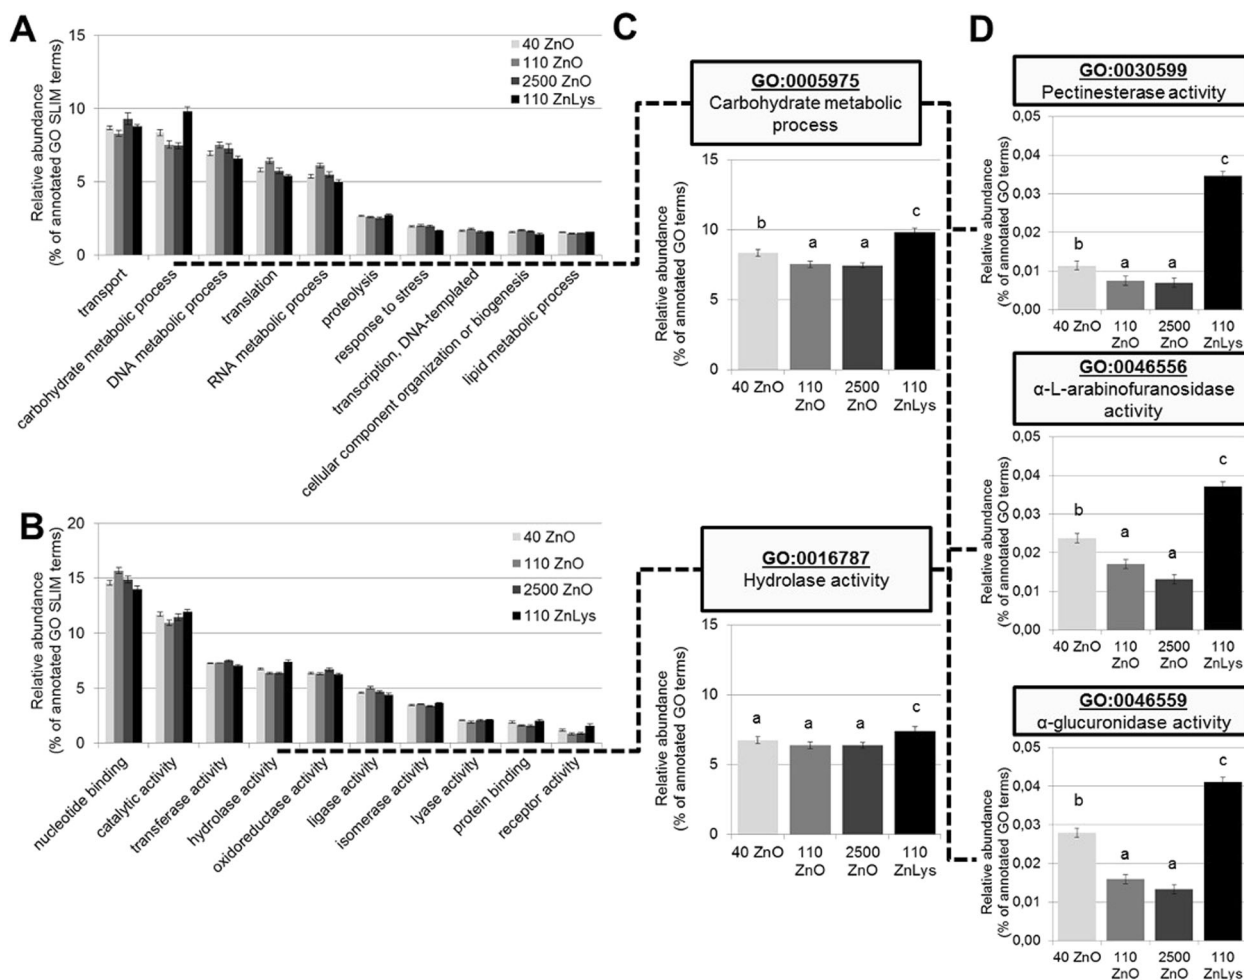 A
Relative abundance
(% of annotated GO SLIM terms)
15
10
5
0
40 ZnO
110 ZnO
2500 ZnO
110 ZnLys
transport
carbohydrate metabolic process
DNA metabolic process
translation
RNA metabolic process
proteolysis
response to stress
transcription, DNA-templated
cellular component organization or biogenesis
lipid metabolic process
B
Relative abundance
(% of annotated GO SLIM terms)
20
15
10
5
0
40 ZnO
110 ZnO
2500 ZnO
110 ZnLys
nucleotide binding
catalytic activity
transferase activity
hydrolase activity
oxidoreductase activity
ligase activity
isomerase activity
lyase activity
protein binding
receptor activity
C
GO:0005975
Carbohydrate metabolic
process
Relative abundance
(% of annotated GO terms)
15
10
5
0
b
a
a
c
40 ZnO
110
ZnO
2500
ZnO
110
ZnLys
GO:0016787
Hydrolase activity
Relative abundance
(% of annotated GO terms)
15
10
5
0
a
a
a
c
40 ZnO
110
ZnO
2500
ZnO
110
ZnLys
D
GO:0030599
Pectinesterase activity
Relative abundance
(% of annotated GO terms)
0,05
0,04
0,03
0,02
0,01
0,00
b
a
a
c
40 ZnO
110
ZnO
2500
ZnO
110
ZnLys
GO:0046556
α-L-arabinofuranosidase
activity
Relative abundance
(% of annotated GO terms)
0,05
0,04
0,03
0,02
0,01
0,00
b
a
a
c
40 ZnO
110
ZnO
2500
ZnO
110
ZnLys
GO:0046559
α-glucuronidase activity
Relative abundance
(% of annotated GO terms)
0,05
0,04
0,03
0,02
0,01
0,00
b
a
a
c
40 ZnO
110
ZnO
2500
ZnO
110
ZnLys